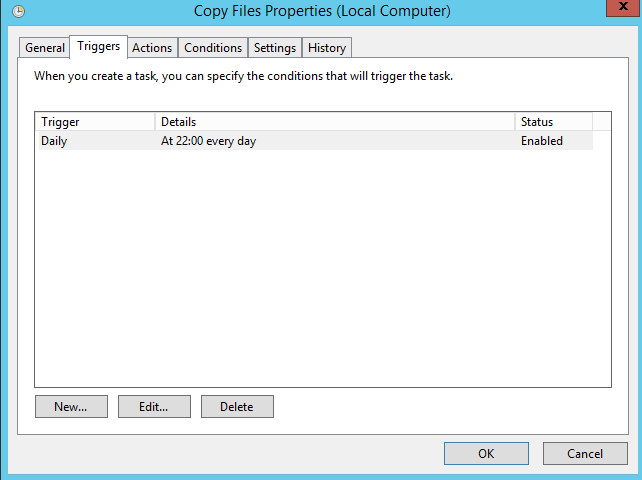 Copy Files Properties (Local Computer)
x
General Triggers Actions Conditions Settings History
When you create a task, you can specify the conditions that will trigger the task.
Trigger Details Status
Daily At 22:00 every day Enabled
New... Edit... Delete
OK Cancel